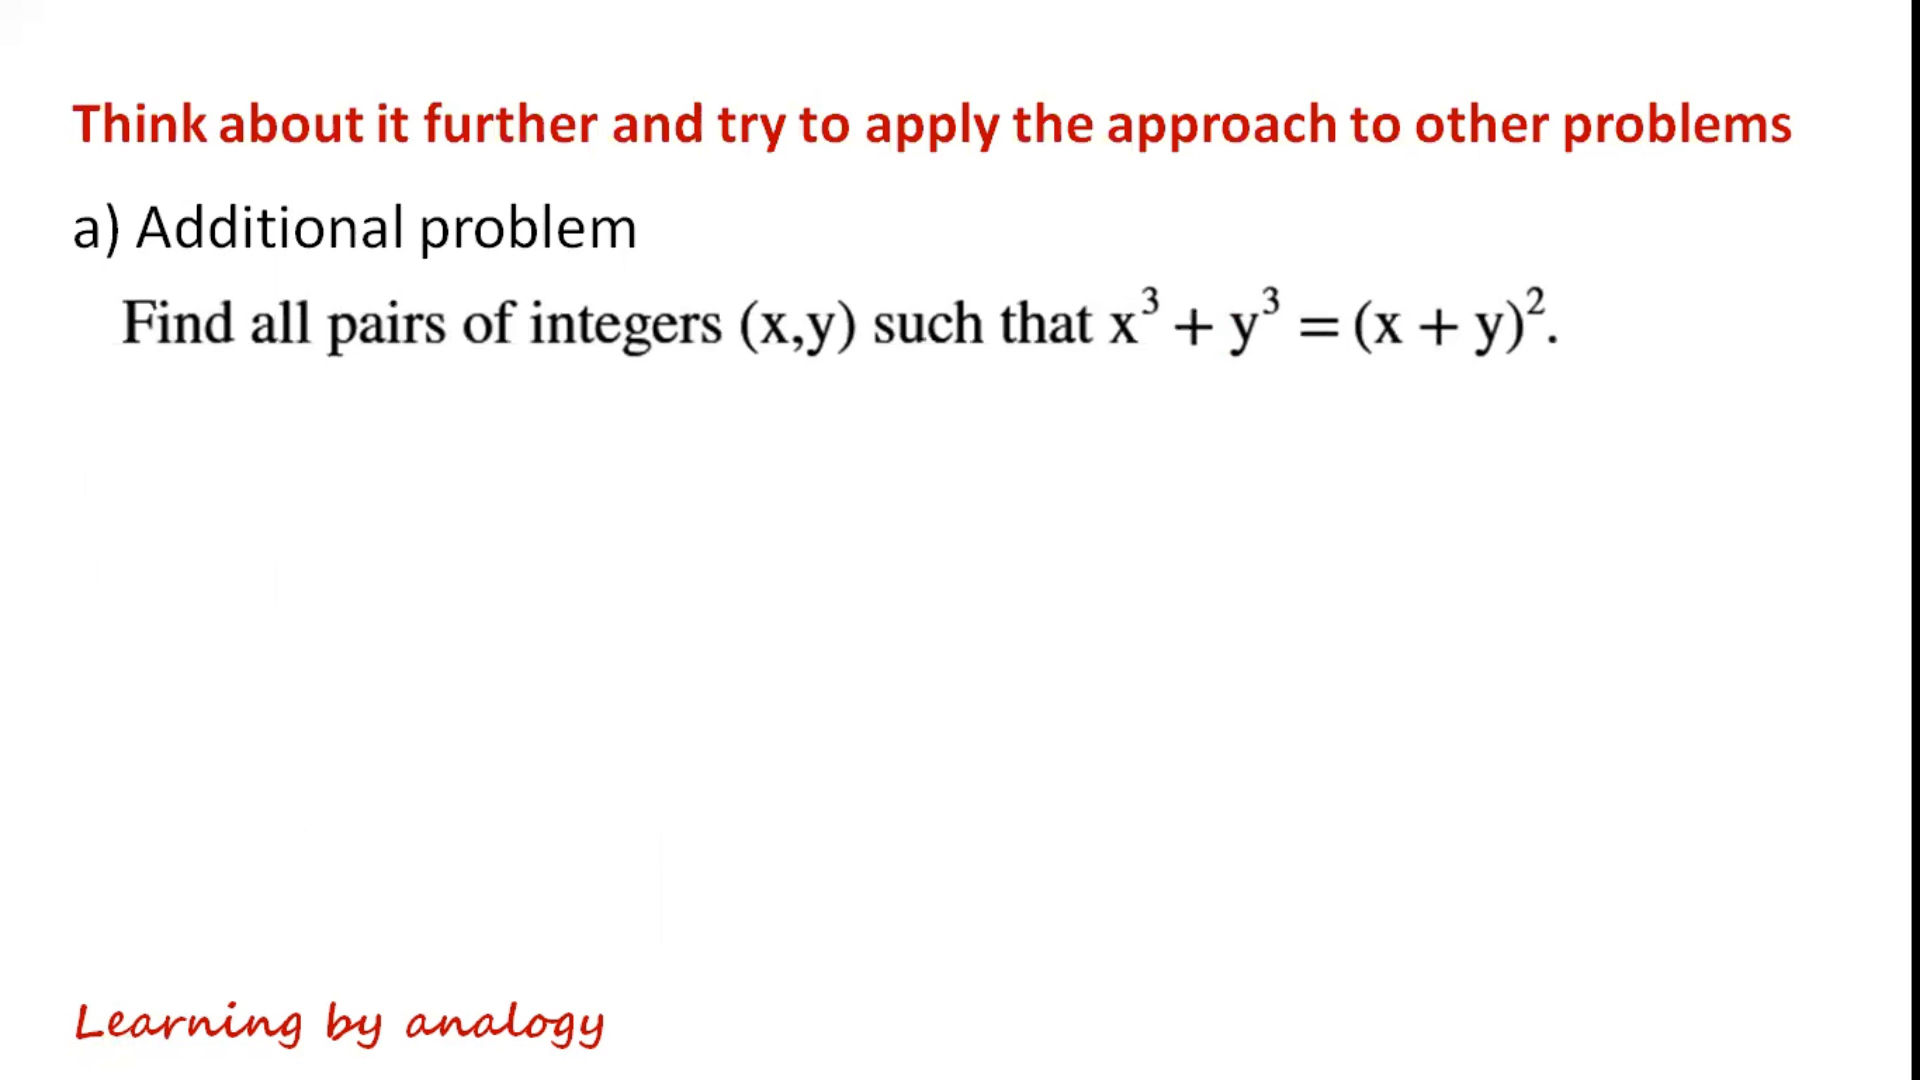 Think about it further and try to apply the approach to other problems
a) Additional problem
Find all pairs of integers (x,y) such that x³ + y³ = (x + y)².
Learning by analogy